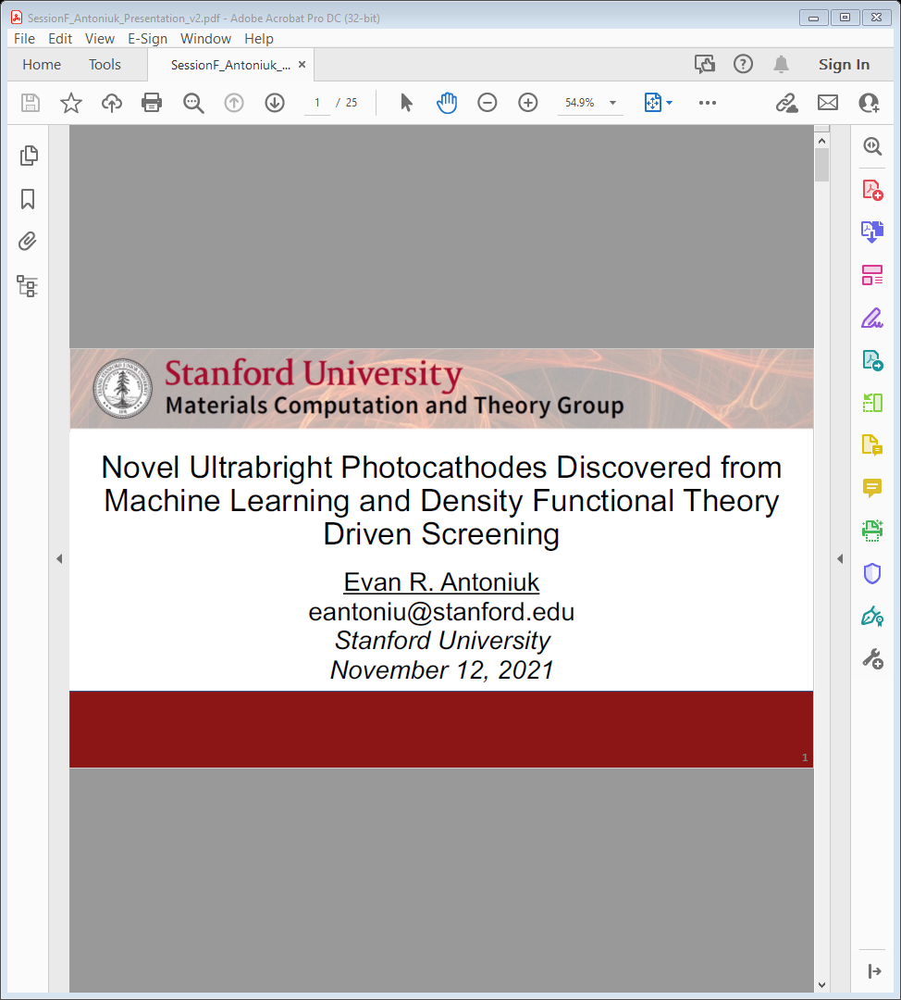 SessionF_Antoniuk_Presentation_v2.pdf - Adobe Acrobat Pro DC (32-bit)
File Edit View E-Sign Window Help
Home Tools SessionF_Antoniuk_... × Sign In
1 / 25 54.9%
Stanford University
Materials Computation and Theory Group
Novel Ultrabright Photocathodes Discovered from
Machine Learning and Density Functional Theory
Driven Screening
Evan R. Antoniuk
eantoniu@stanford.edu
Stanford University
November 12, 2021
1